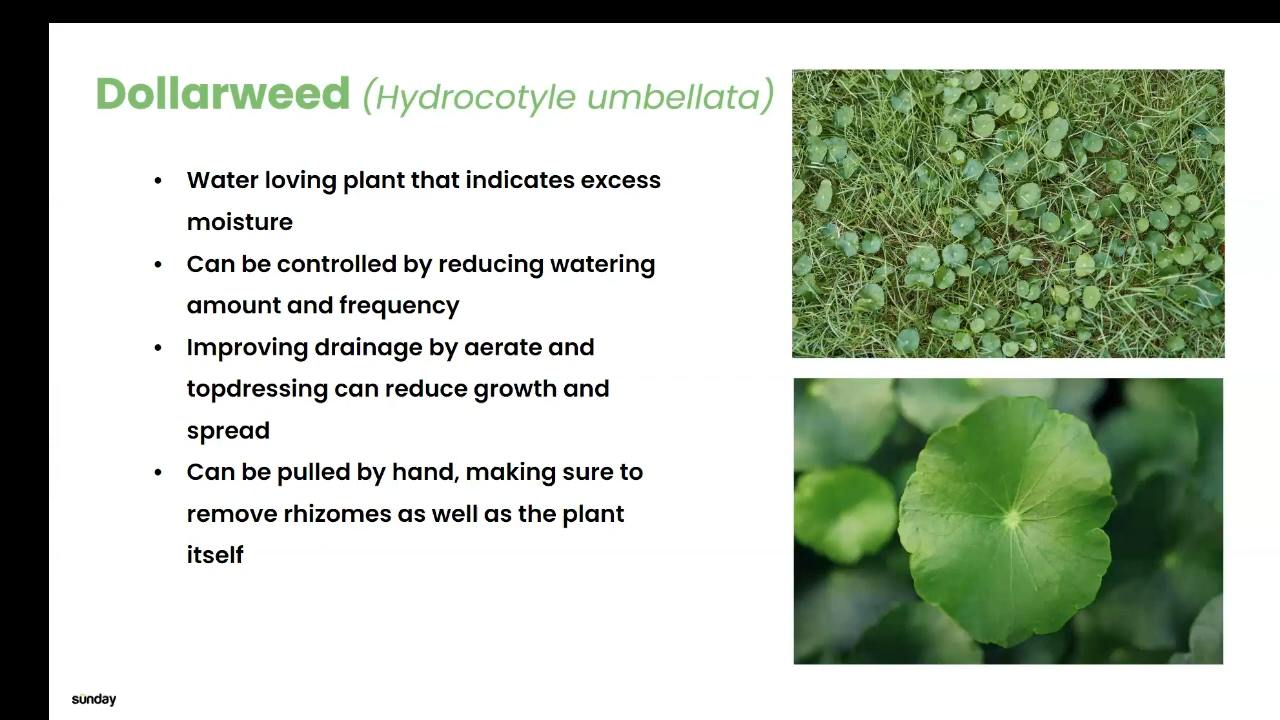 Dollarweed (Hydrocotyle umbellata)
• Water loving plant that indicates excess
moisture
• Can be controlled by reducing watering
amount and frequency
• Improving drainage by aerate and
topdressing can reduce growth and
spread
• Can be pulled by hand, making sure to
remove rhizomes as well as the plant
itself
sunday